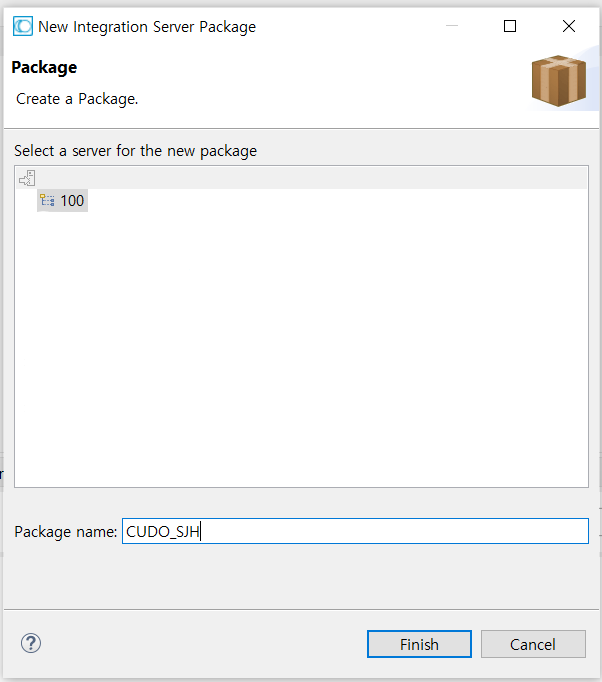 New Integration Server Package
Package
Create a Package.
Select a server for the new package
100
Package name: CUDO_SJH
Finish Cancel